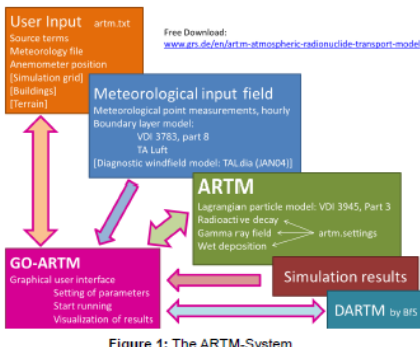 User Input artm.txt
Source terms
Meteorology file
Anemometer position
[Simulation grid]
[Buildings]
[Terrain]
Free Download:
www.grs.de/en/artm-atmospheric-radionuclide-transport-model
Meteorological input field
Meteorological point measurements, hourly
Boundary layer model:
VDI 3783, part 8
TA Luft
[Diagnostic windfield model: TALdia (JAN04)]
ARTM
Lagrangian particle model: VDI 3945, Part 3
Radioactive decay
Gamma ray field artm.settings
Wet deposition
GO-ARTM
Graphical user interface
Setting of parameters
Start running
Visualization of results
Simulation results
DARTM by BfS
Figure 1: The ARTM-System